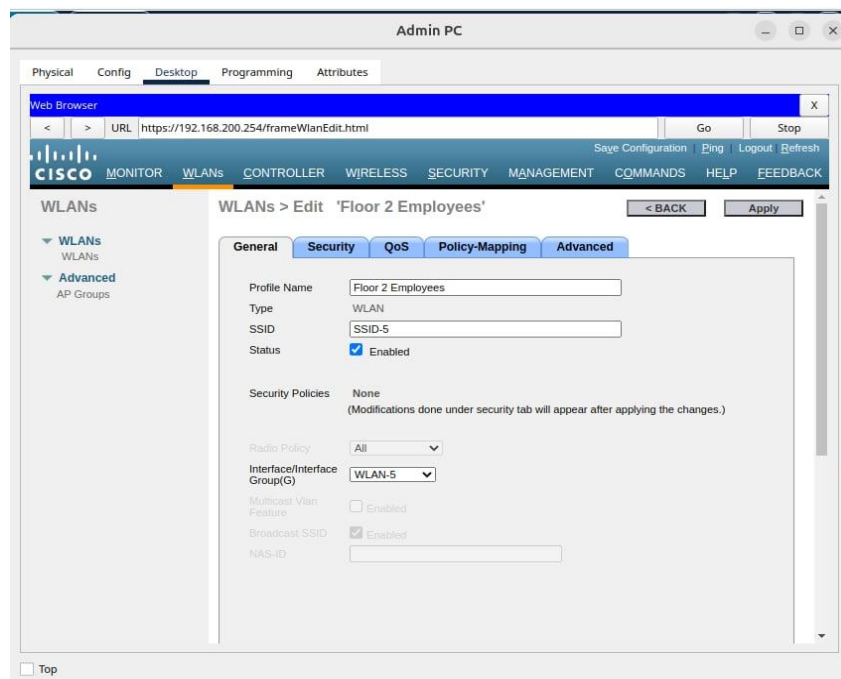 Admin PC
Physical Config Desktop Programming Attributes
Web Browser X
< > URL https://192.168.200.254/frameWlanEdit.html Go Stop
Save Configuration | Ping | Logout | Refresh
CISCO MONITOR WLANs CONTROLLER WIRELESS SECURITY MANAGEMENT COMMANDS HELP FEEDBACK
WLANs WLANs > Edit 'Floor 2 Employees' < BACK Apply
WLANs
WLANs
Advanced
AP Groups
General Security QoS Policy-Mapping Advanced
Profile Name Floor 2 Employees
Type WLAN
SSID SSID-5
Status Enabled
Security Policies None
(Modifications done under security tab will appear after applying the changes.)
Radio Policy All
Interface/Interface
Group(G) WLAN-5
Multicast Vlan
Feature Enabled
Broadcast SSID Enabled
NAS-ID
Top